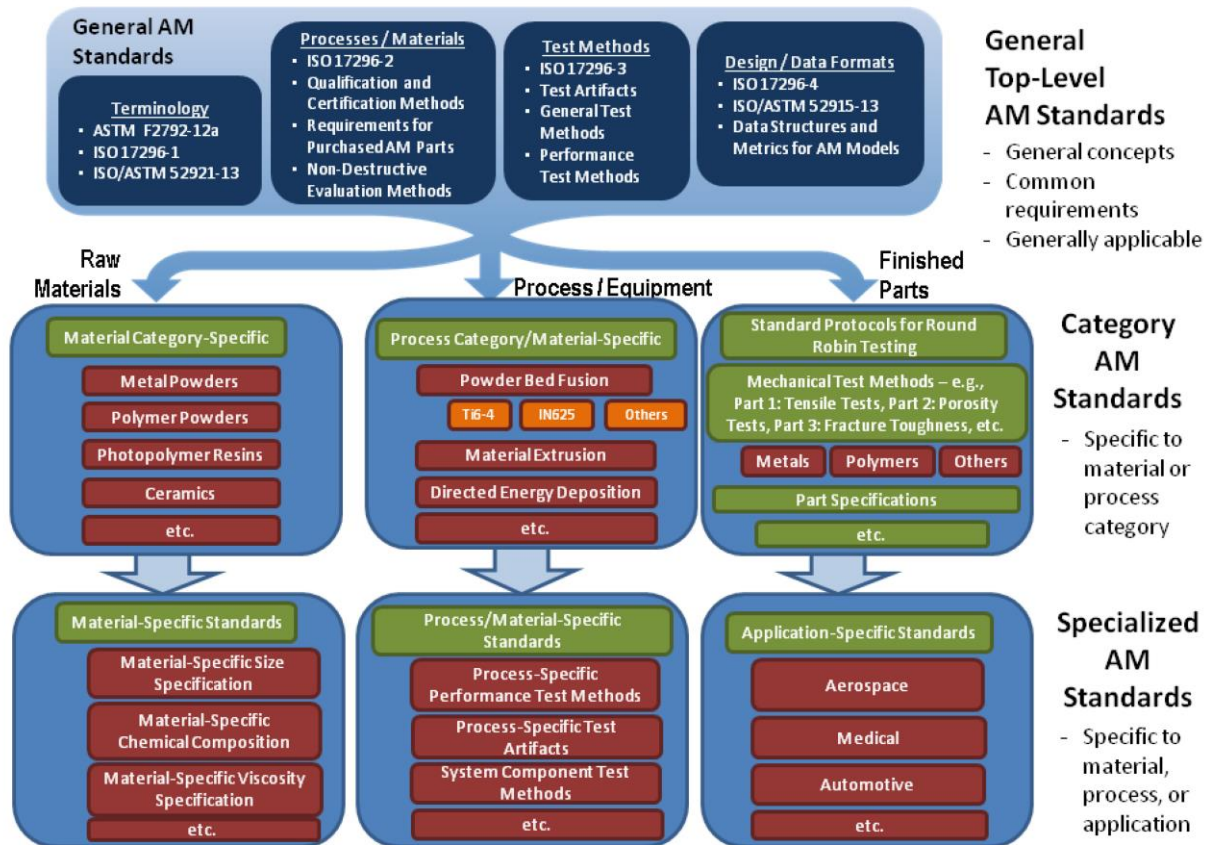 General AM
Standards
Terminology
▪ ASTM F2792-12a
▪ ISO 17296-1
▪ ISO/ASTM 52921-13
Processes / Materials
▪ ISO 17296-2
▪ Qualification and
Certification Methods
▪ Requirements for
Purchased AM Parts
▪ Non-Destructive
Evaluation Methods
Test Methods
▪ ISO 17296-3
▪ Test Artifacts
▪ General Test
Methods
▪ Performance
Test Methods
Design / Data Formats
▪ ISO 17296-4
▪ ISO/ASTM 52915-13
▪ Data Structures and
Metrics for AM Models
General
Top-Level
AM Standards
- General concepts
- Common
requirements
- Generally applicable
Raw
Materials
Process / Equipment
Finished
Parts
Material Category-Specific
Metal Powders
Polymer Powders
Photopolymer Resins
Ceramics
etc.
Process Category/Material-Specific
Powder Bed Fusion
Ti6-4
IN625
Others
Material Extrusion
Directed Energy Deposition
etc.
Standard Protocols for Round
Robin Testing
Mechanical Test Methods – e.g.,
Part 1: Tensile Tests, Part 2: Porosity
Tests, Part 3: Fracture Toughness, etc.
Metals
Polymers
Others
Part Specifications
etc.
Category
AM
Standards
- Specific to
material or
process
category
Material-Specific Standards
Material-Specific Size
Specification
Material-Specific
Chemical Composition
Material-Specific Viscosity
Specification
etc.
Process/Material-Specific
Standards
Process-Specific
Performance Test Methods
Process-Specific Test
Artifacts
System Component Test
Methods
etc.
Application-Specific Standards
Aerospace
Medical
Automotive
etc.
Specialized
AM
Standards
- Specific to
material,
process, or
application